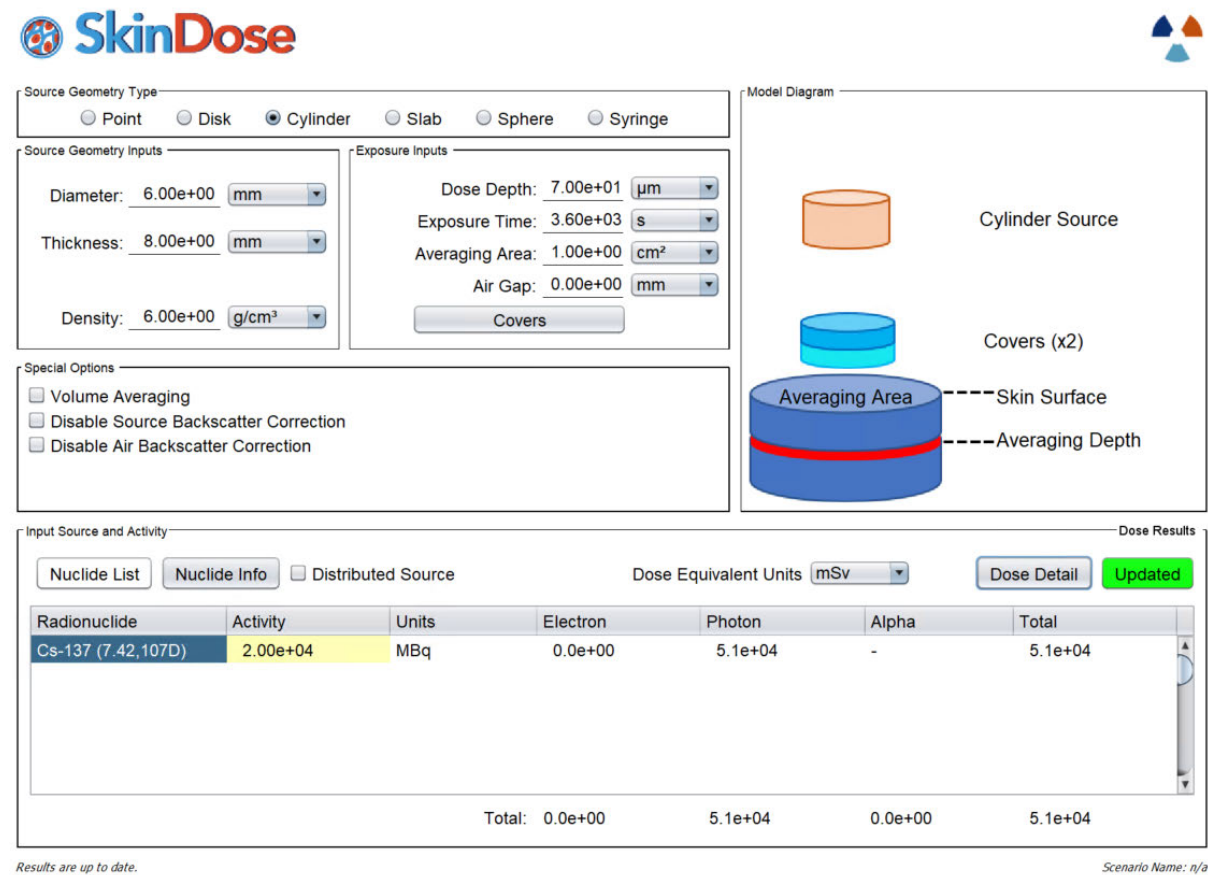 SkinDose
Source Geometry Type
Point Disk Cylinder Slab Sphere Syringe
Source Geometry Inputs
Diameter: 6.00e+00 mm
Thickness: 8.00e+00 mm
Density: 6.00e+00 g/cm³
Exposure Inputs
Dose Depth: 7.00e+01 µm
Exposure Time: 3.60e+03 s
Averaging Area: 1.00e+00 cm²
Air Gap: 0.00e+00 mm
Covers
Special Options
Volume Averaging
Disable Source Backscatter Correction
Disable Air Backscatter Correction
Model Diagram
Cylinder Source
Covers (x2)
Averaging Area
Skin Surface
Averaging Depth
Input Source and Activity Dose Results
Nuclide List Nuclide Info Distributed Source Dose Equivalent Units mSv Dose Detail Updated
Radionuclide Activity Units Electron Photon Alpha Total
Cs-137 (7.42,107D) 2.00e+04 MBq 0.0e+00 5.1e+04 - 5.1e+04
Total: 0.0e+00 5.1e+04 0.0e+00 5.1e+04
Results are up to date. Scenario Name: n/a